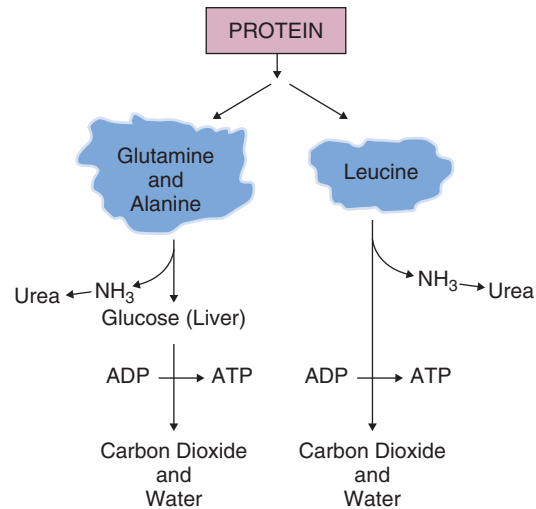 PROTEIN
Glutamine
and
Alanine
Leucine
Urea
NH₃
NH₃
Urea
Glucose (Liver)
ADP
ATP
ADP
ATP
Carbon Dioxide
and
Water
Carbon Dioxide
and
Water